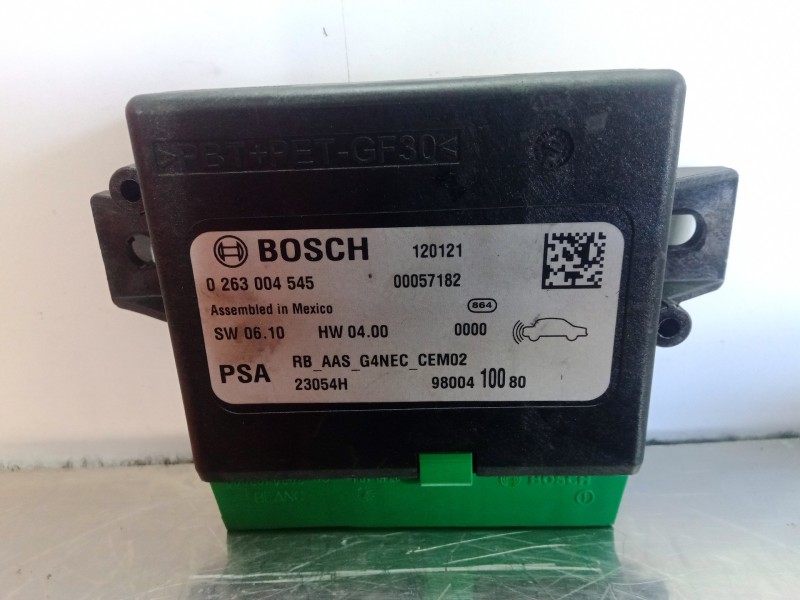 >PBT+PET-GF30<
BOSCH 120121
0 263 004 545 00057182
Assembled in Mexico 864
SW 06.10 HW 04.00 0000
PSA RB_AAS_G4NEC_CEM02
23054H 98004 100 80
BLANC BOSCH